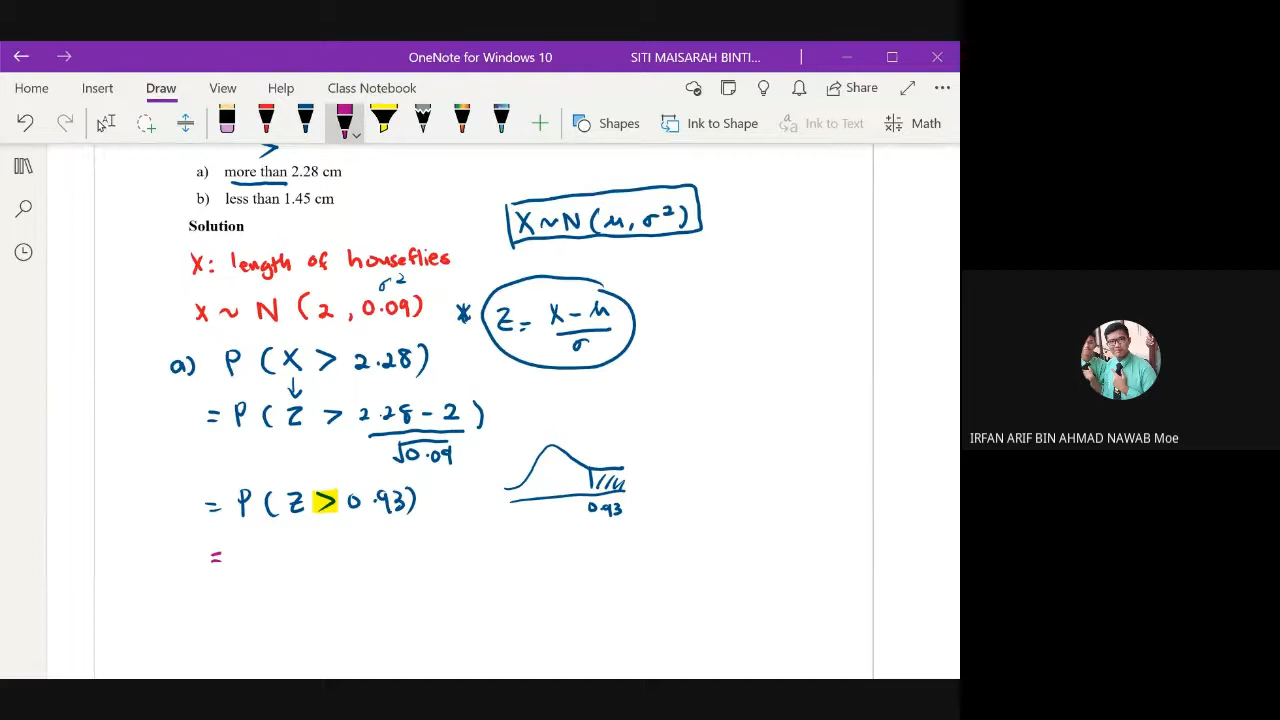 OneNote for Windows 10
SITI MAISARAH BINTI...
Home Insert Draw View Help Class Notebook Share
Shapes Ink to Shape Ink to Text Math
>
a) more than 2.28 cm
b) less than 1.45 cm
Solution
X ~ N (μ, σ²)
X: length of houseflies
σ²
X ~ N (2, 0.09)
* Z = X - μ / σ
a) P (X > 2.28)
↓
= P ( Z > 2.28 - 2 / √0.09 )
= P ( Z > 0.93)
0.93
=
IRFAN ARIF BIN AHMAD NAWAB Moe